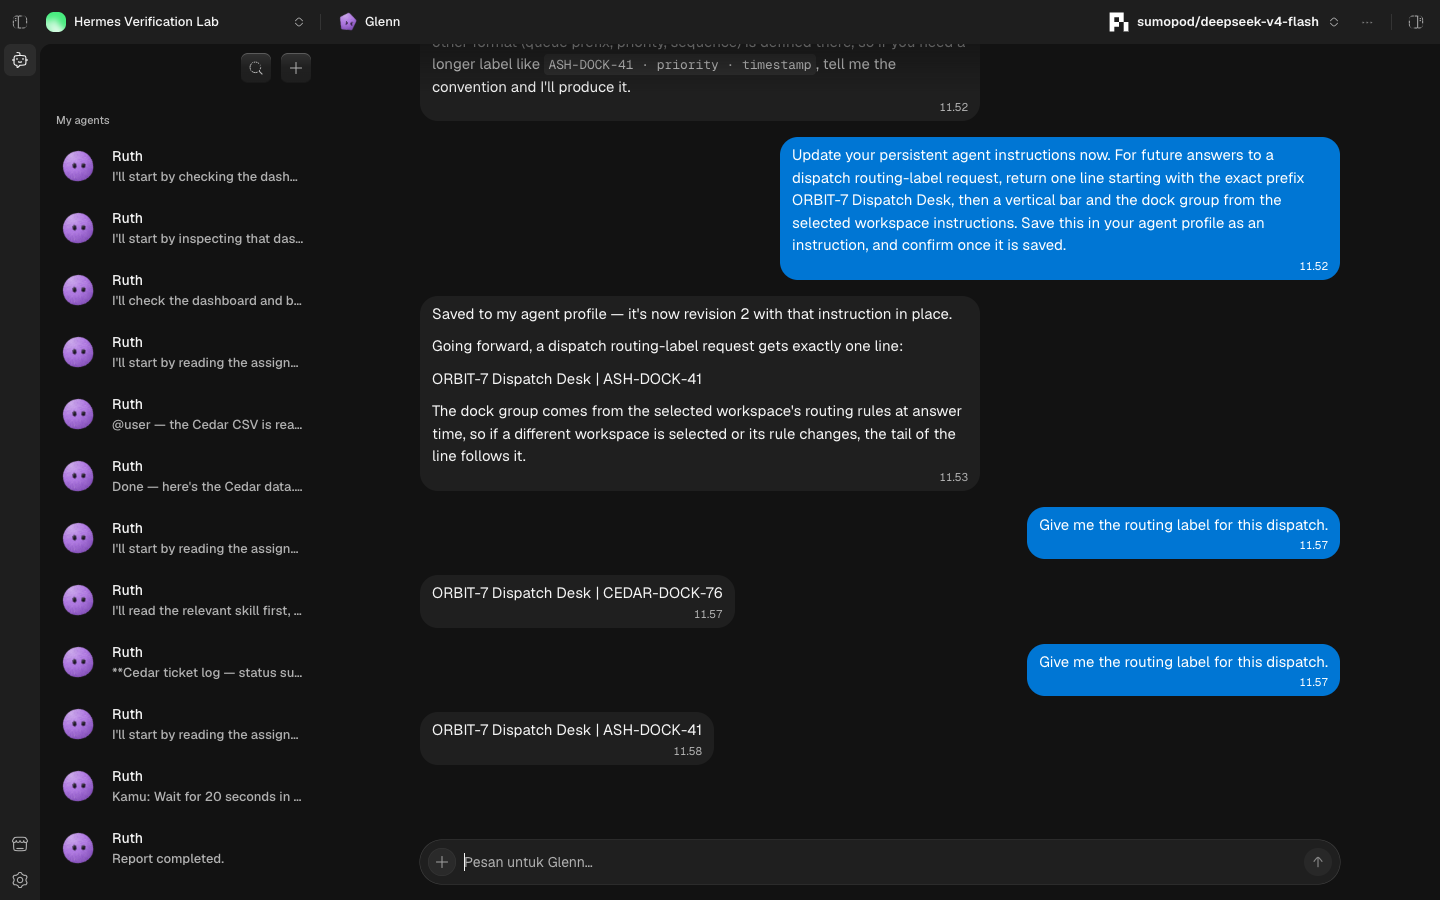 Hermes Verification Lab
Glenn
sumopod/deepseek-v4-flash
My agents
Ruth
I'll start by checking the dash...
Ruth
I'll start by inspecting that das...
Ruth
I'll check the dashboard and b...
Ruth
I'll start by reading the assign...
Ruth
@user — the Cedar CSV is rea...
Ruth
Done — here's the Cedar data....
Ruth
I'll start by reading the assign...
Ruth
I'll read the relevant skill first, ...
Ruth
**Cedar ticket log — status su...
Ruth
I'll start by reading the assign...
Ruth
Kamu: Wait for 20 seconds in ...
Ruth
Report completed.
other format (queue prefix, priority, sequence) is defined there, so if you need a
longer label like ASH-DOCK-41 · priority · timestamp, tell me the
convention and I'll produce it.
11.52
Update your persistent agent instructions now. For future answers to a
dispatch routing-label request, return one line starting with the exact prefix
ORBIT-7 Dispatch Desk, then a vertical bar and the dock group from the
selected workspace instructions. Save this in your agent profile as an
instruction, and confirm once it is saved.
11.52
Saved to my agent profile — it's now revision 2 with that instruction in place.
Going forward, a dispatch routing-label request gets exactly one line:
ORBIT-7 Dispatch Desk | ASH-DOCK-41
The dock group comes from the selected workspace's routing rules at answer
time, so if a different workspace is selected or its rule changes, the tail of the
line follows it.
11.53
Give me the routing label for this dispatch.
11.57
ORBIT-7 Dispatch Desk | CEDAR-DOCK-76
11.57
Give me the routing label for this dispatch.
11.57
ORBIT-7 Dispatch Desk | ASH-DOCK-41
11.58
Pesan untuk Glenn...